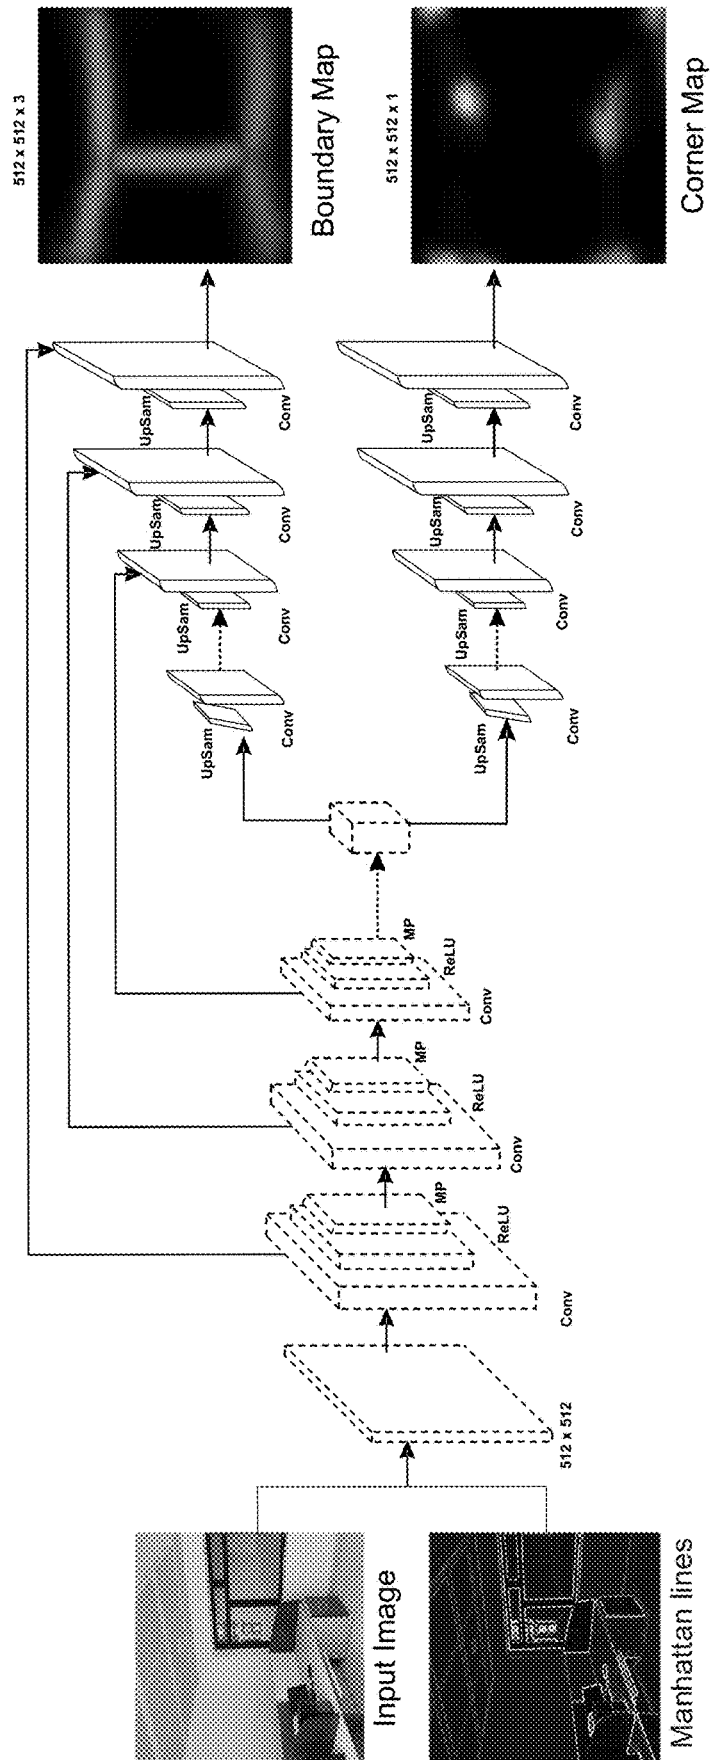 Input Image
Manhattan lines
512 x 512
Conv
ReLU
MP
Conv
ReLU
MP
Conv
ReLU
MP
UpSam
Conv
UpSam
Conv
UpSam
Conv
UpSam
Conv
512 x 512 x 3
Boundary Map
UpSam
Conv
UpSam
Conv
UpSam
Conv
UpSam
Conv
512 x 512 x 1
Corner Map